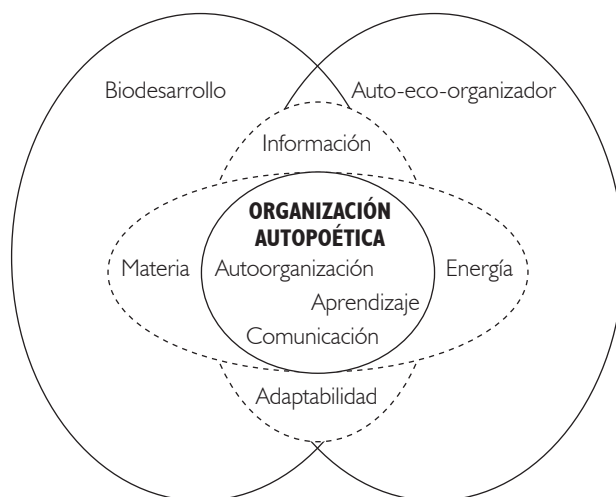 Biodesarrollo
Auto-eco-organizador
Información
ORGANIZACIÓN
AUTOPOÉTICA
Materia
Autoorganización
Energía
Aprendizaje
Comunicación
Adaptabilidad